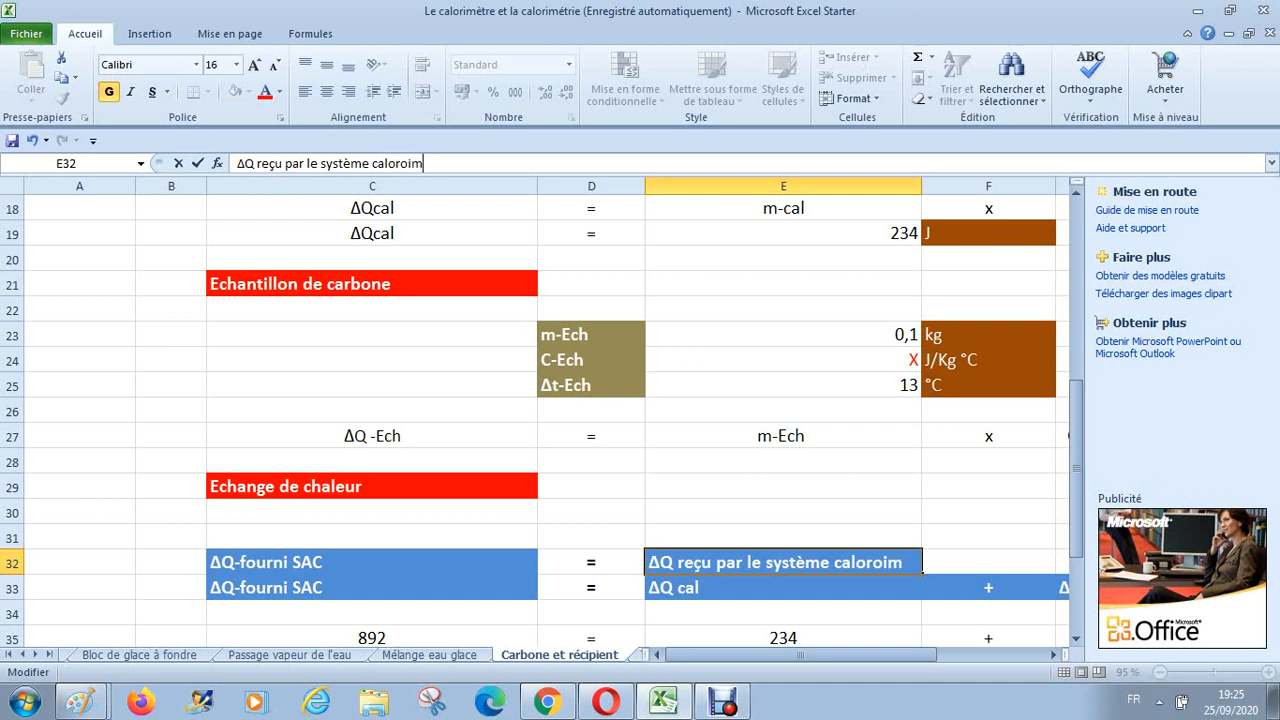 Le calorimètre et la calorimétrie (Enregistré automatiquement) - Microsoft Excel Starter
Fichier Accueil Insertion Mise en page Formules
Calibri 16 A A Standard
Coller
G I S A % 000
Mise en forme conditionnelle
Mettre sous forme de tableau
Styles de cellules
Insérer
Supprimer
Format
Σ
Trier et filtrer
Rechercher et sélectionner
ABC
Orthographe
Acheter
Presse-papiers Police Alignement Nombre Style Cellules Édition Vérification Mise à niveau
E32 fx ΔQ reçu par le système caloroim
A B C D E F
18 ΔQcal = m-cal x
19 ΔQcal = 234 J
20
21 Echantillon de carbone
22
23 m-Ech 0,1 kg
24 C-Ech X J/Kg °C
25 Δt-Ech 13 °C
26
27 ΔQ -Ech = m-Ech x
28
29 Echange de chaleur
30
31
32 ΔQ-fourni SAC = ΔQ reçu par le système caloroim
33 ΔQ-fourni SAC = ΔQ cal + Δ
34
35 892 = 234 +
Mise en route
Guide de mise en route
Aide et support
Faire plus
Obtenir des modèles gratuits
Télécharger des images clipart
Obtenir plus
Obtenir Microsoft PowerPoint ou
Microsoft Outlook
Publicité
Microsoft
Microsoft
Office
Bloc de glace à fondre Passage vapeur de l'eau Mélange eau glace Carbone et récipient
Modifier 95 %
FR 19:25
25/09/2020